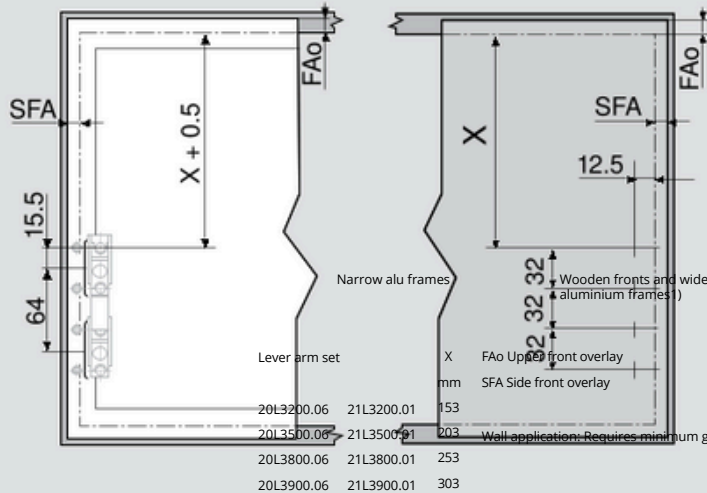 FAo
SFA
X + 0.5
15.5
64
FAo
SFA
X
12.5
32
32
32
Narrow alu frames
Wooden fronts and wide
aluminium frames1)
Lever arm set X FAo Upper front overlay
mm SFA Side front overlay
20L3200.06 21L3200.01 153
20L3500.06 21L3500.01 203 Wall application: Requires minimum g
20L3800.06 21L3800.01 253
20L3900.06 21L3900.01 303